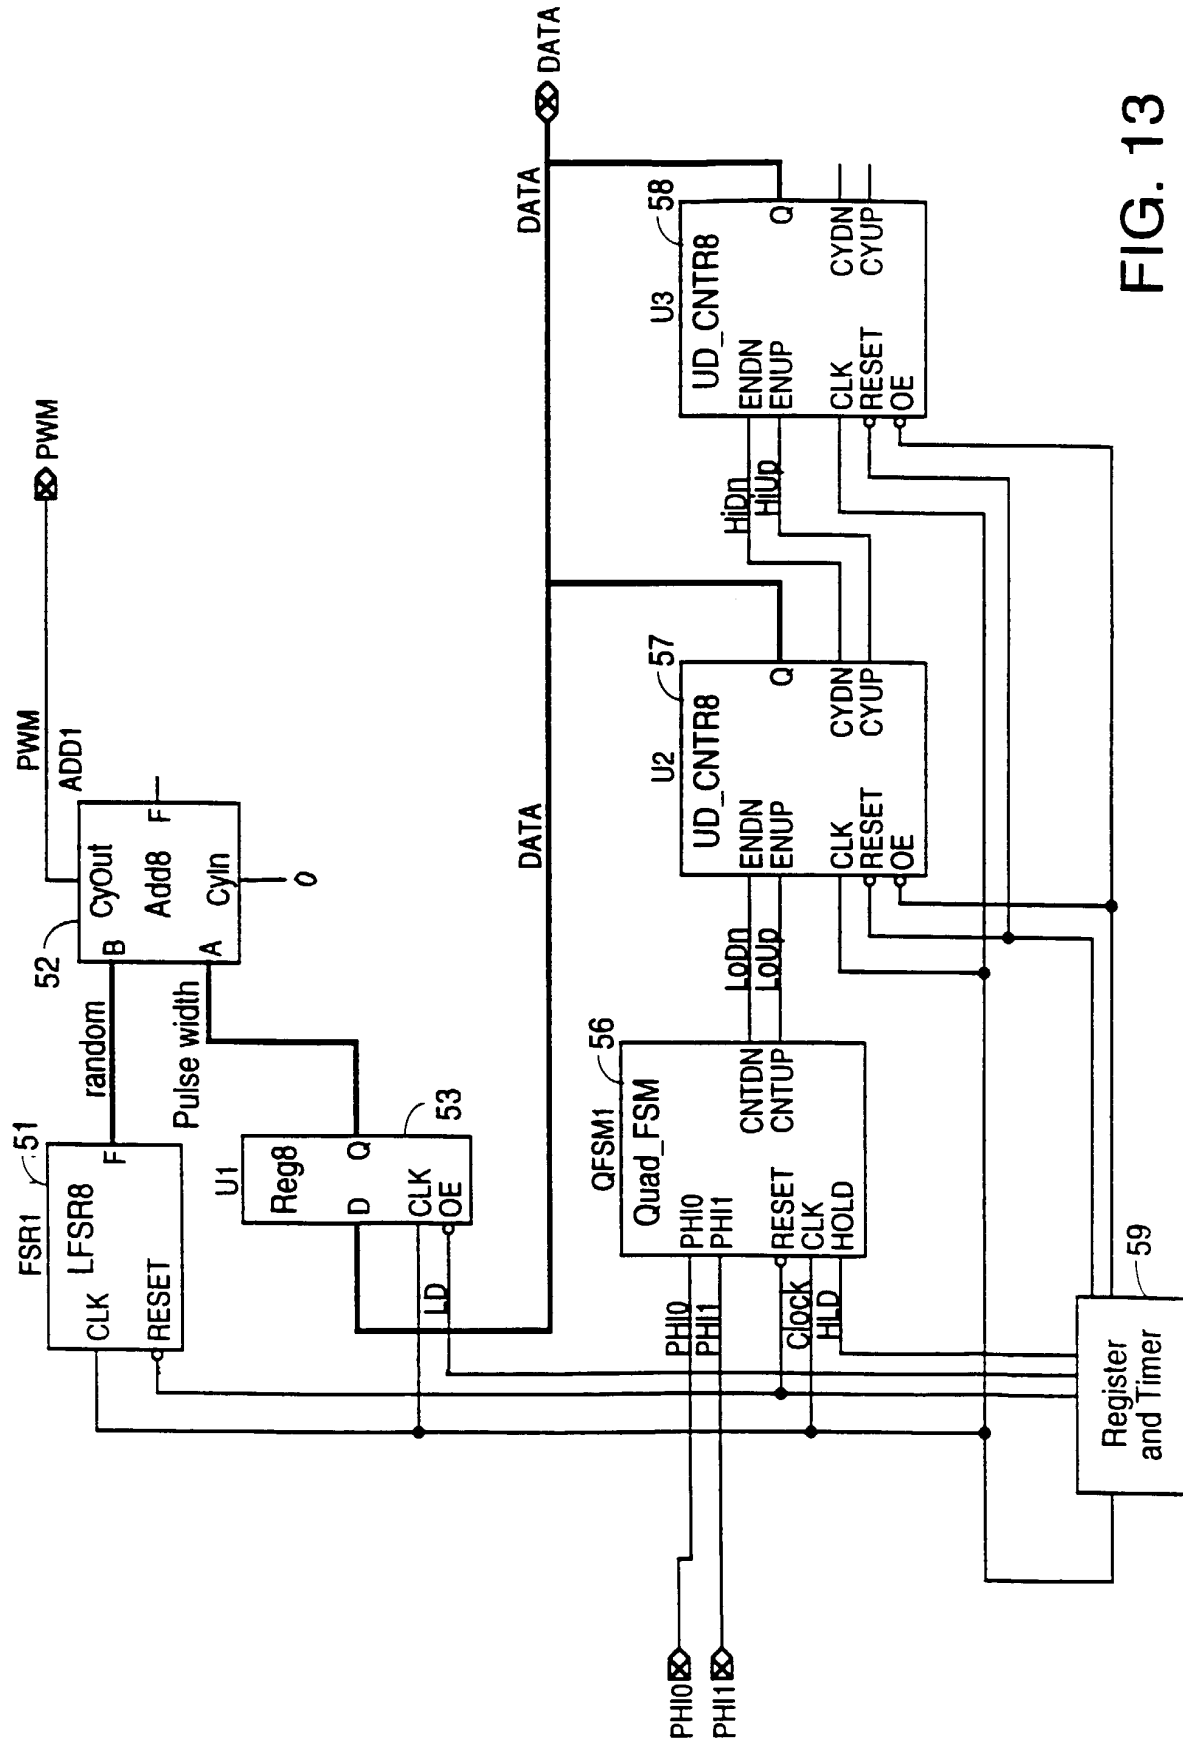 FSR1
51
LFSR8
CLK
RESET
F
random
Pulse width
52
B
A
CyOut
Add8
CyIn
F
0
ADD1
PWM
PWM
U1
Reg8
D
Q
CLK
OE
53
LD
DATA
DATA
DATA
PHI0
PHI1
PHI0
PHI1
Clock
HLD
QFSM1
56
Quad_FSM
PHI0
PHI1
RESET
CLK
HOLD
CNTDN
CNTUP
LoDn
LoUp
U2
57
UD_CNTR8
ENDN
ENUP
CLK
RESET
OE
Q
CYDN
CYUP
HiDn
HiUp
U3
58
UD_CNTR8
ENDN
ENUP
CLK
RESET
OE
Q
CYDN
CYUP
59
Register
and Timer
FIG. 13